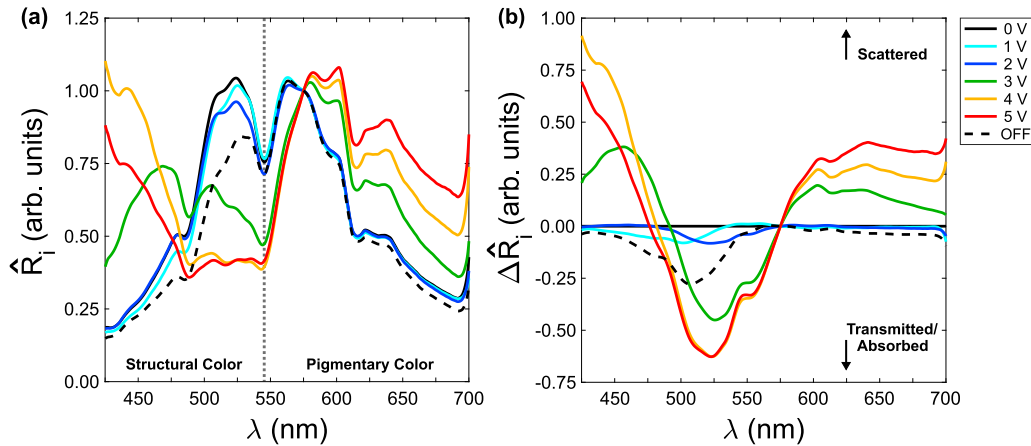 (a)
R̂ᵢ (arb. units)
1.25
1.00
0.75
0.50
0.25
0.00
Structural Color
Pigmentary Color
450 500 550 600 650 700
λ (nm)
(b)
ΔR̂ᵢ (arb. units)
1.00
0.75
0.50
0.25
0.00
-0.25
-0.50
-0.75
Scattered
Transmitted/
Absorbed
450 500 550 600 650 700
λ (nm)
0 V
1 V
2 V
3 V
4 V
5 V
OFF